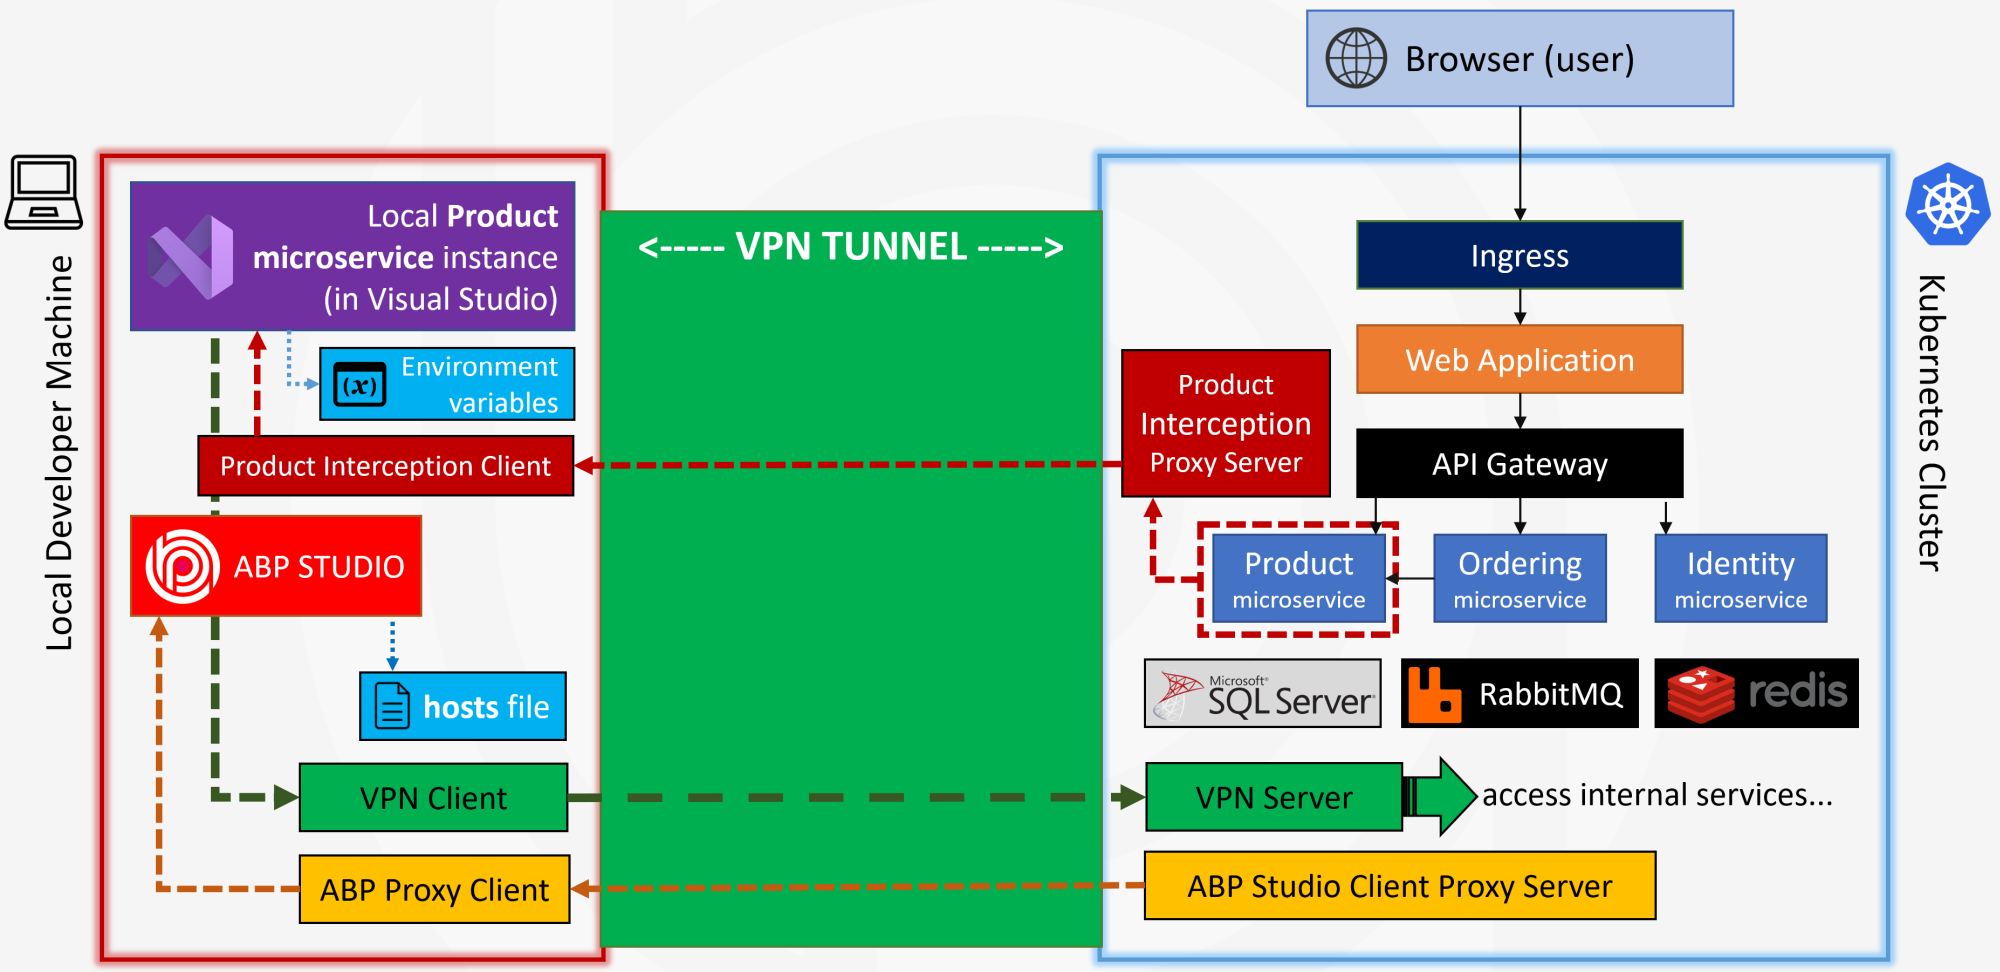 Browser (user)
Local Developer Machine
Local Product
microservice instance
(in Visual Studio)
(x)
Environment
variables
Product Interception Client
ABP STUDIO
hosts file
VPN Client
ABP Proxy Client
<----- VPN TUNNEL ----->
Ingress
Web Application
API Gateway
Product
Interception
Proxy Server
Product
microservice
Ordering
microservice
Identity
microservice
Microsoft®
SQL Server®
RabbitMQ
redis
VPN Server
access internal services...
ABP Studio Client Proxy Server
Kubernetes Cluster